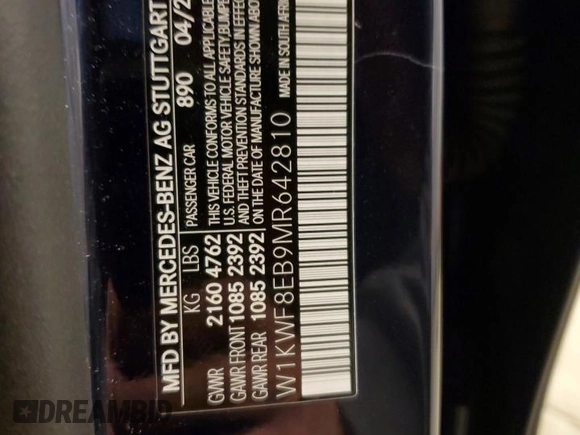 MFD BY MERCEDES-BENZ AG STUTTGART
KG LBS PASSENGER CAR 890 04/2
GVWR 2160 4762 THIS VEHICLE CONFORMS TO ALL APPLICABLE
GAWR FRONT 1085 2392 U.S. FEDERAL MOTOR VEHICLE SAFETY, BUMPER
GAWR REAR 1085 2392 AND THEFT PREVENTION STANDARDS IN EFFECT
ON THE DATE OF MANUFACTURE SHOWN ABOVE
W1KWF8EB9MR642810 MADE IN SOUTH AFRI
DREAMBID